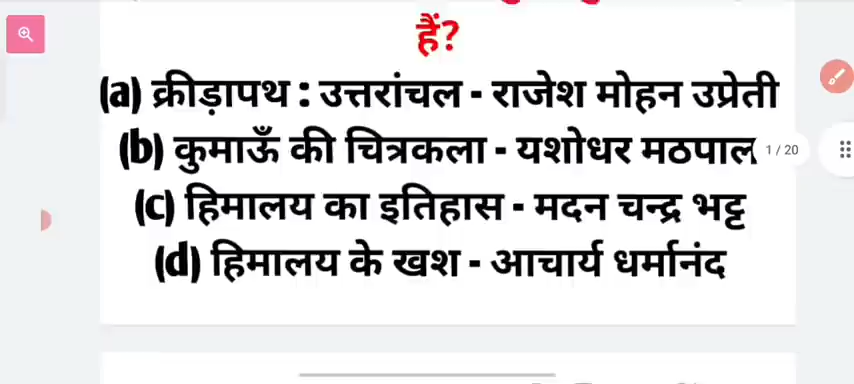 हैं?
(a) क्रीड़ापथ : उत्तरांचल - राजेश मोहन उप्रेती
(b) कुमाऊँ की चित्रकला - यशोधर मठपाल
1 / 20
(c) हिमालय का इतिहास - मदन चन्द्र भट्ट
(d) हिमालय के खश - आचार्य धर्मानंद